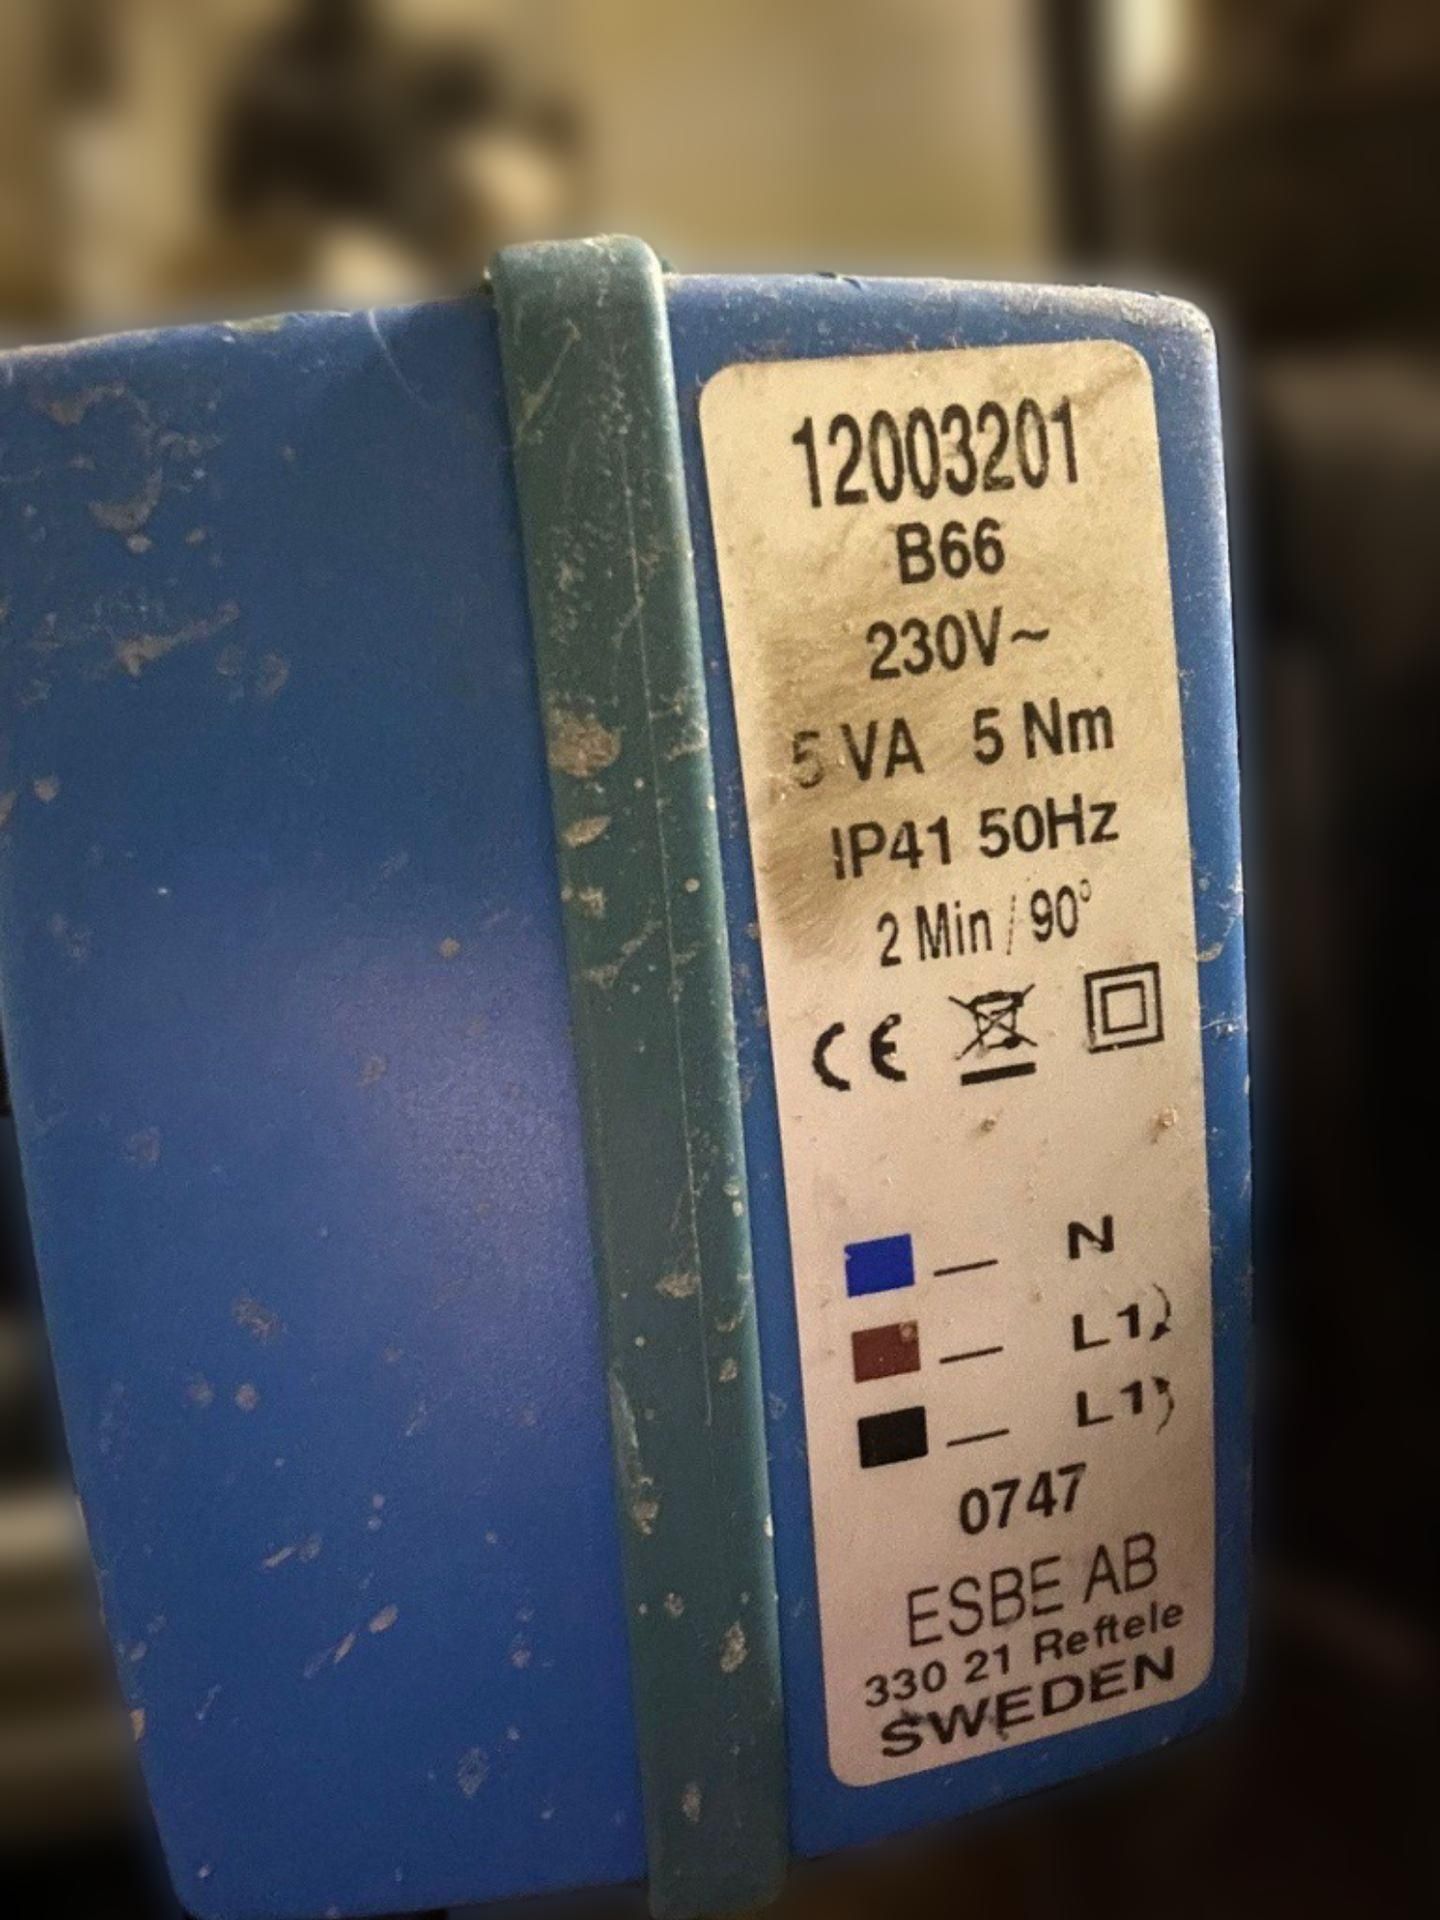 12003201
B66
230V~
5 VA 5 Nm
IP41 50Hz
2 Min / 90°
CE
— N
— L1
— L1
0747
ESBE AB
330 21 Reftele
SWEDEN